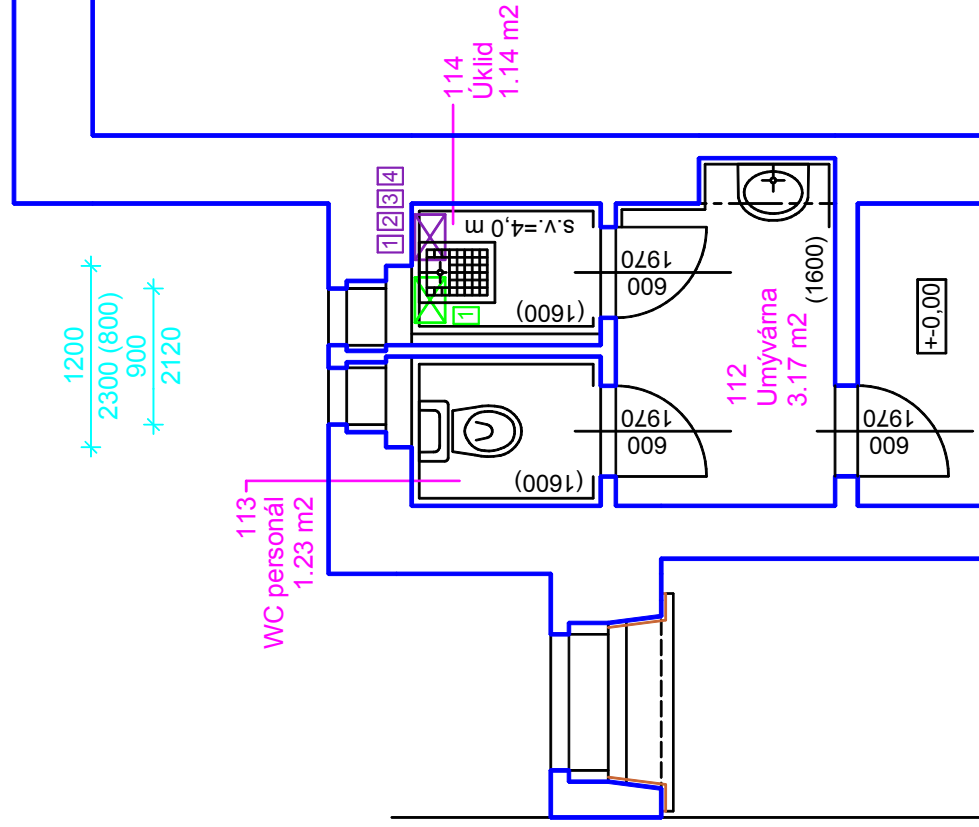 1200
2300 (800)
900
2120
1 2 3 4
114
Úklid
1.14 m2
s.v.=4,0 m
1
(1600)
1970
600
(1600)
112
Umývárna
3.17 m2
+-0,00
113
WC personál
1.23 m2
(1600)
1970
600
1970
600